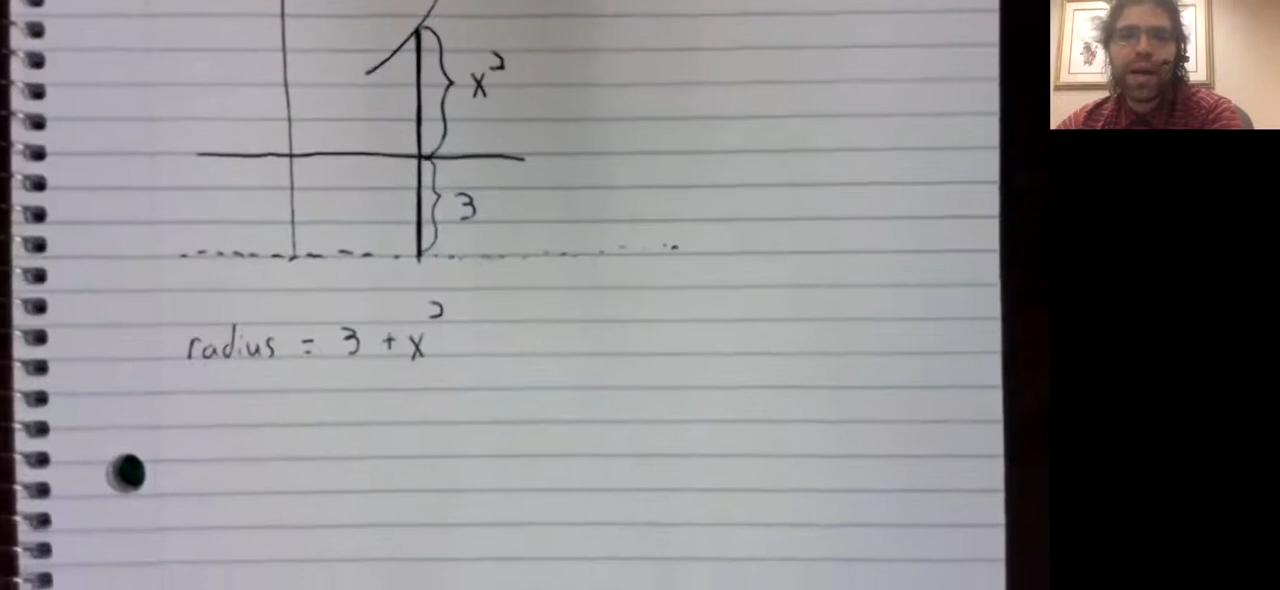 x²
3
radius = 3 + x²